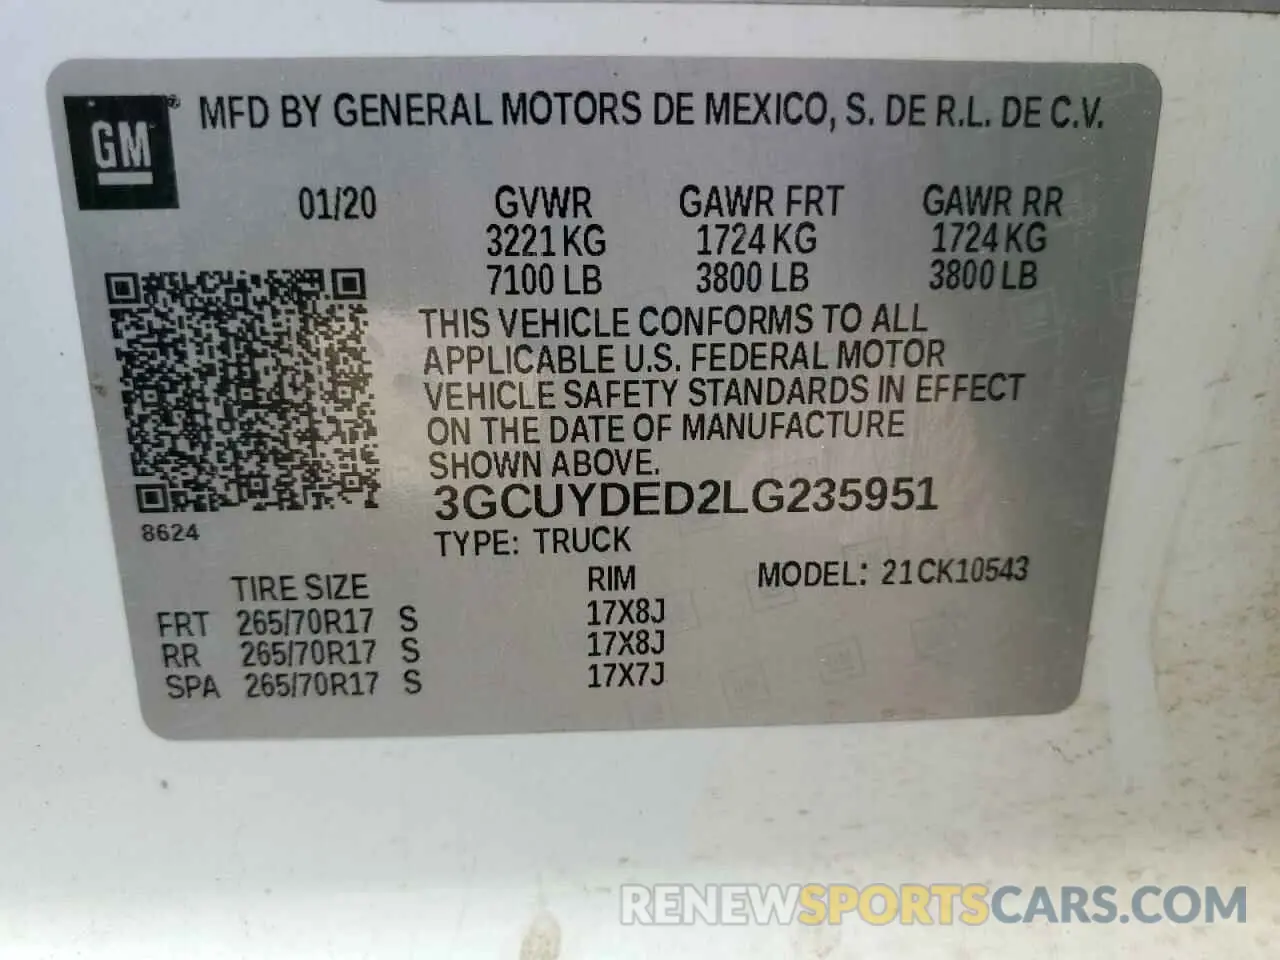 GM
MFD BY GENERAL MOTORS DE MEXICO, S. DE R.L. DE C.V.
01/20 GVWR GAWR FRT GAWR RR
3221 KG 1724 KG 1724 KG
7100 LB 3800 LB 3800 LB
THIS VEHICLE CONFORMS TO ALL
APPLICABLE U.S. FEDERAL MOTOR
VEHICLE SAFETY STANDARDS IN EFFECT
ON THE DATE OF MANUFACTURE
SHOWN ABOVE.
3GCUYDED2LG235951
8624
TYPE: TRUCK
TIRE SIZE RIM MODEL: 21CK10543
FRT 265/70R17 S 17X8J
RR 265/70R17 S 17X8J
SPA 265/70R17 S 17X7J
RENEWSPORTSCARS.COM